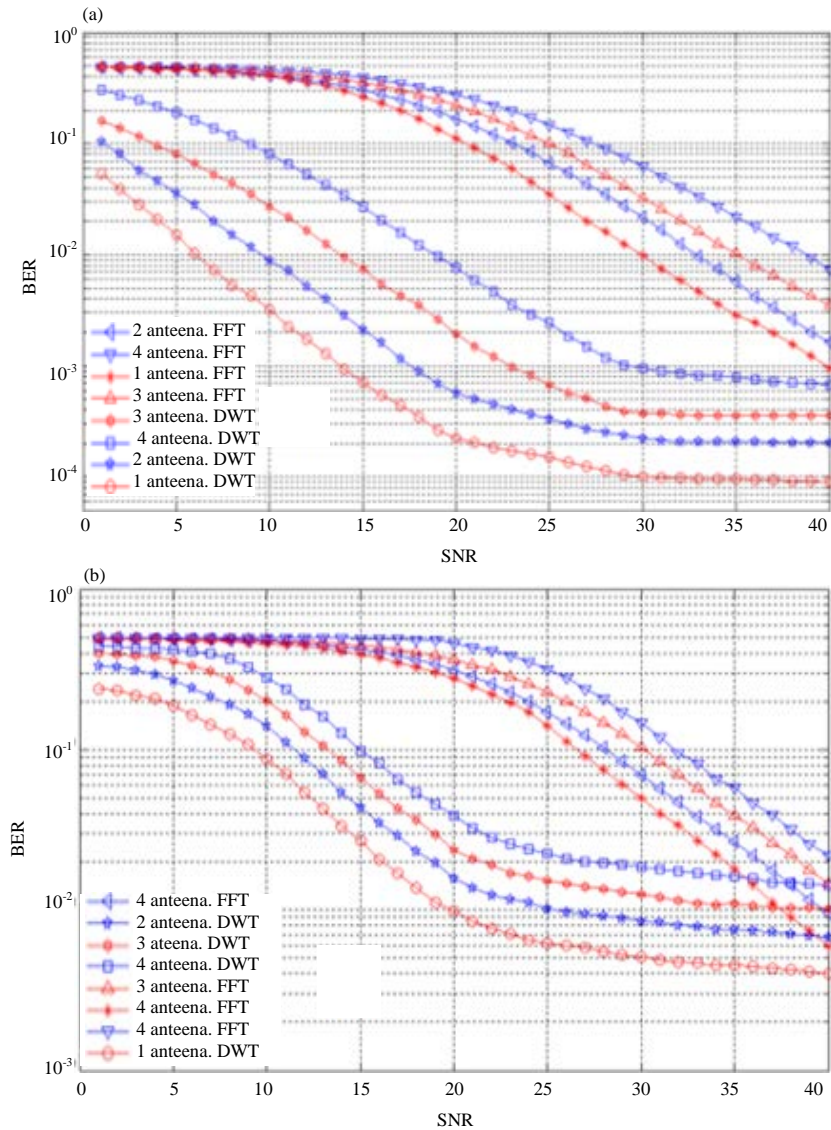 (a)
10^0
10^-1
10^-2
10^-3
10^-4
BER
2 anteena. FFT
4 anteena. FFT
1 anteena. FFT
3 anteena. FFT
3 anteena. DWT
4 anteena. DWT
2 anteena. DWT
1 anteena. DWT
0 5 10 15 20 25 30 35 40
SNR
(b)
10^0
10^-1
10^-2
10^-3
BER
4 anteena. FFT
2 anteena. DWT
3 ateena. DWT
4 anteena. DWT
3 anteena. FFT
4 anteena. FFT
4 anteena. FFT
1 anteena. DWT
0 5 10 15 20 25 30 35 40
SNR